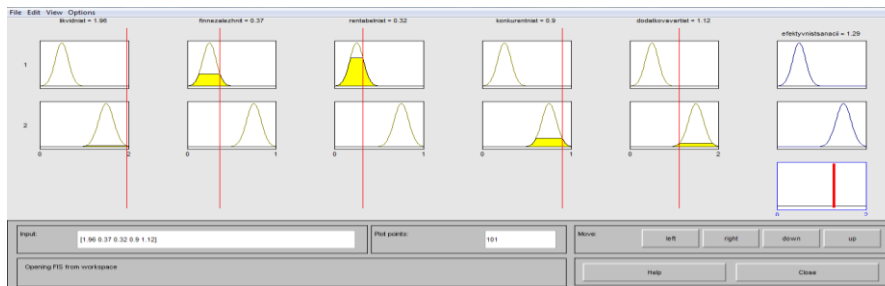 File Edit View Options
likvidnist = 1.96
finnezalezhnit = 0.37
rentabelnist = 0.32
konkurentnist = 0.9
dodatkovavartist = 1.12
efektyvnistsanacii = 1.29
1
2
0 2
0 1
0 1
0 1
0 2
0 2
Input: [1.96 0.37 0.32 0.9 1.12]
Plot points: 101
Move: left right down up
Opening FIS from workspace
Help Close